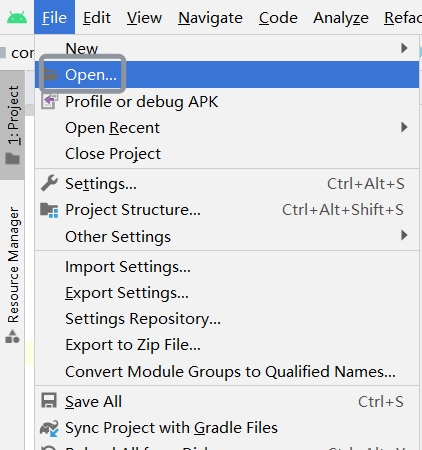 File Edit View Navigate Code Analyze Refac
cor
New
Open...
Profile or debug APK
Open Recent
Close Project
Settings... Ctrl+Alt+S
Project Structure... Ctrl+Alt+Shift+S
Other Settings
Import Settings...
Export Settings...
Settings Repository...
Export to Zip File...
Convert Module Groups to Qualified Names...
Save All Ctrl+S
Sync Project with Gradle Files
1: Project
Resource Manager